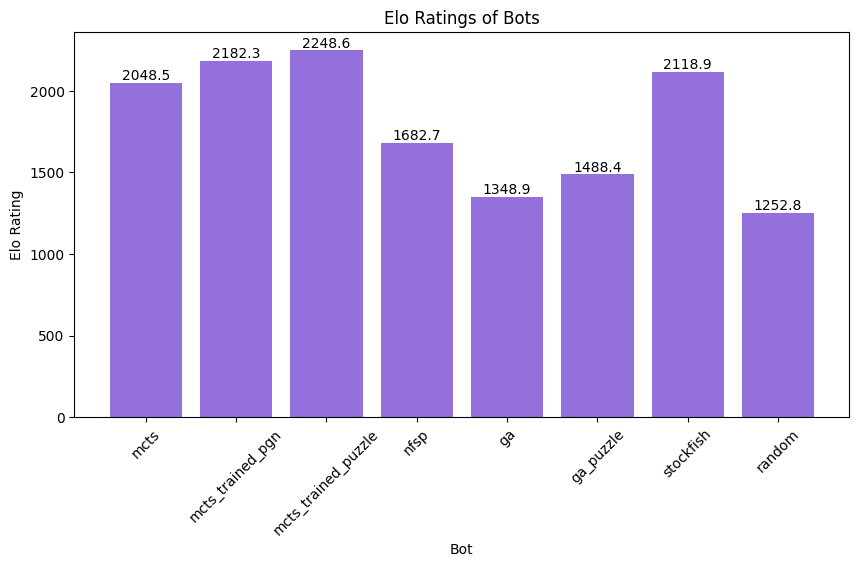 Elo Ratings of Bots
2048.5
2182.3
2248.6
1682.7
1348.9
1488.4
2118.9
1252.8
Elo Rating
2000
1500
1000
500
0
mcts
mcts_trained_pgn
mcts_trained_puzzle
nfsp
ga
ga_puzzle
stockfish
random
Bot